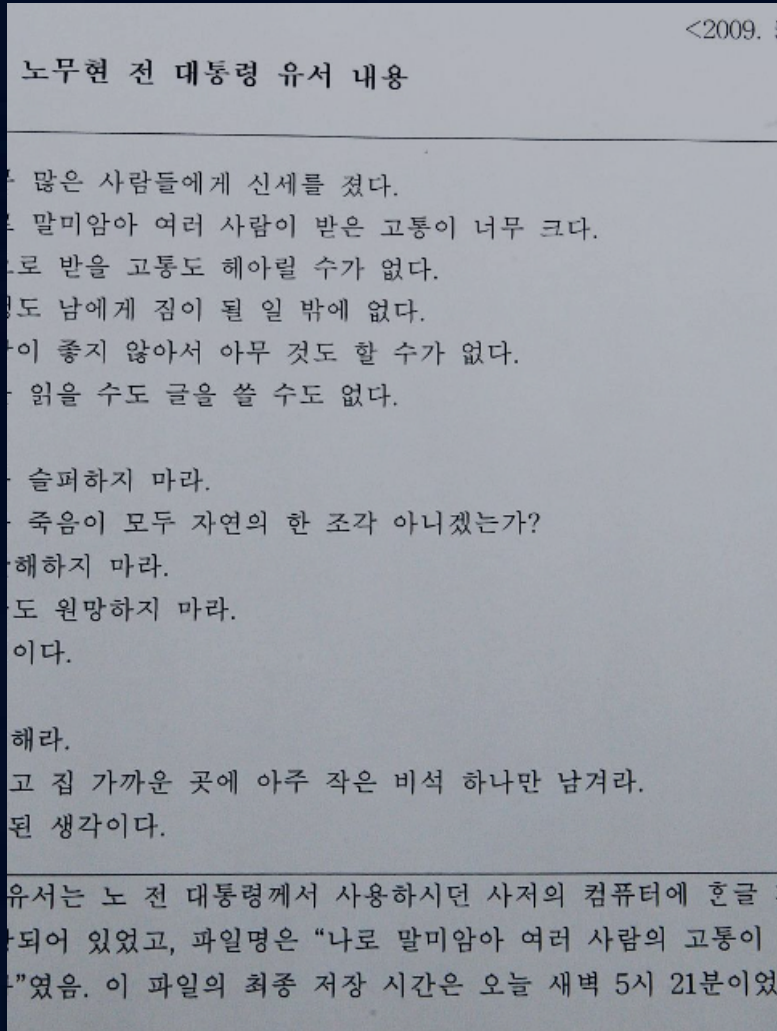 <2009.
노무현 전 대통령 유서 내용
많은 사람들에게 신세를 졌다.
말미암아 여러 사람이 받은 고통이 너무 크다.
로 받을 고통도 헤아릴 수가 없다.
도 남에게 짐이 될 일 밖에 없다.
이 좋지 않아서 아무 것도 할 수가 없다.
읽을 수도 글을 쓸 수도 없다.
슬퍼하지 마라.
죽음이 모두 자연의 한 조각 아니겠는가?
해하지 마라.
도 원망하지 마라.
이다.
해라.
고 집 가까운 곳에 아주 작은 비석 하나만 남겨라.
된 생각이다.
유서는 노 전 대통령께서 사용하시던 사저의 컴퓨터에 흔글
되어 있었고, 파일명은 “나로 말미암아 여러 사람의 고통이
”였음. 이 파일의 최종 저장 시간은 오늘 새벽 5시 21분이었